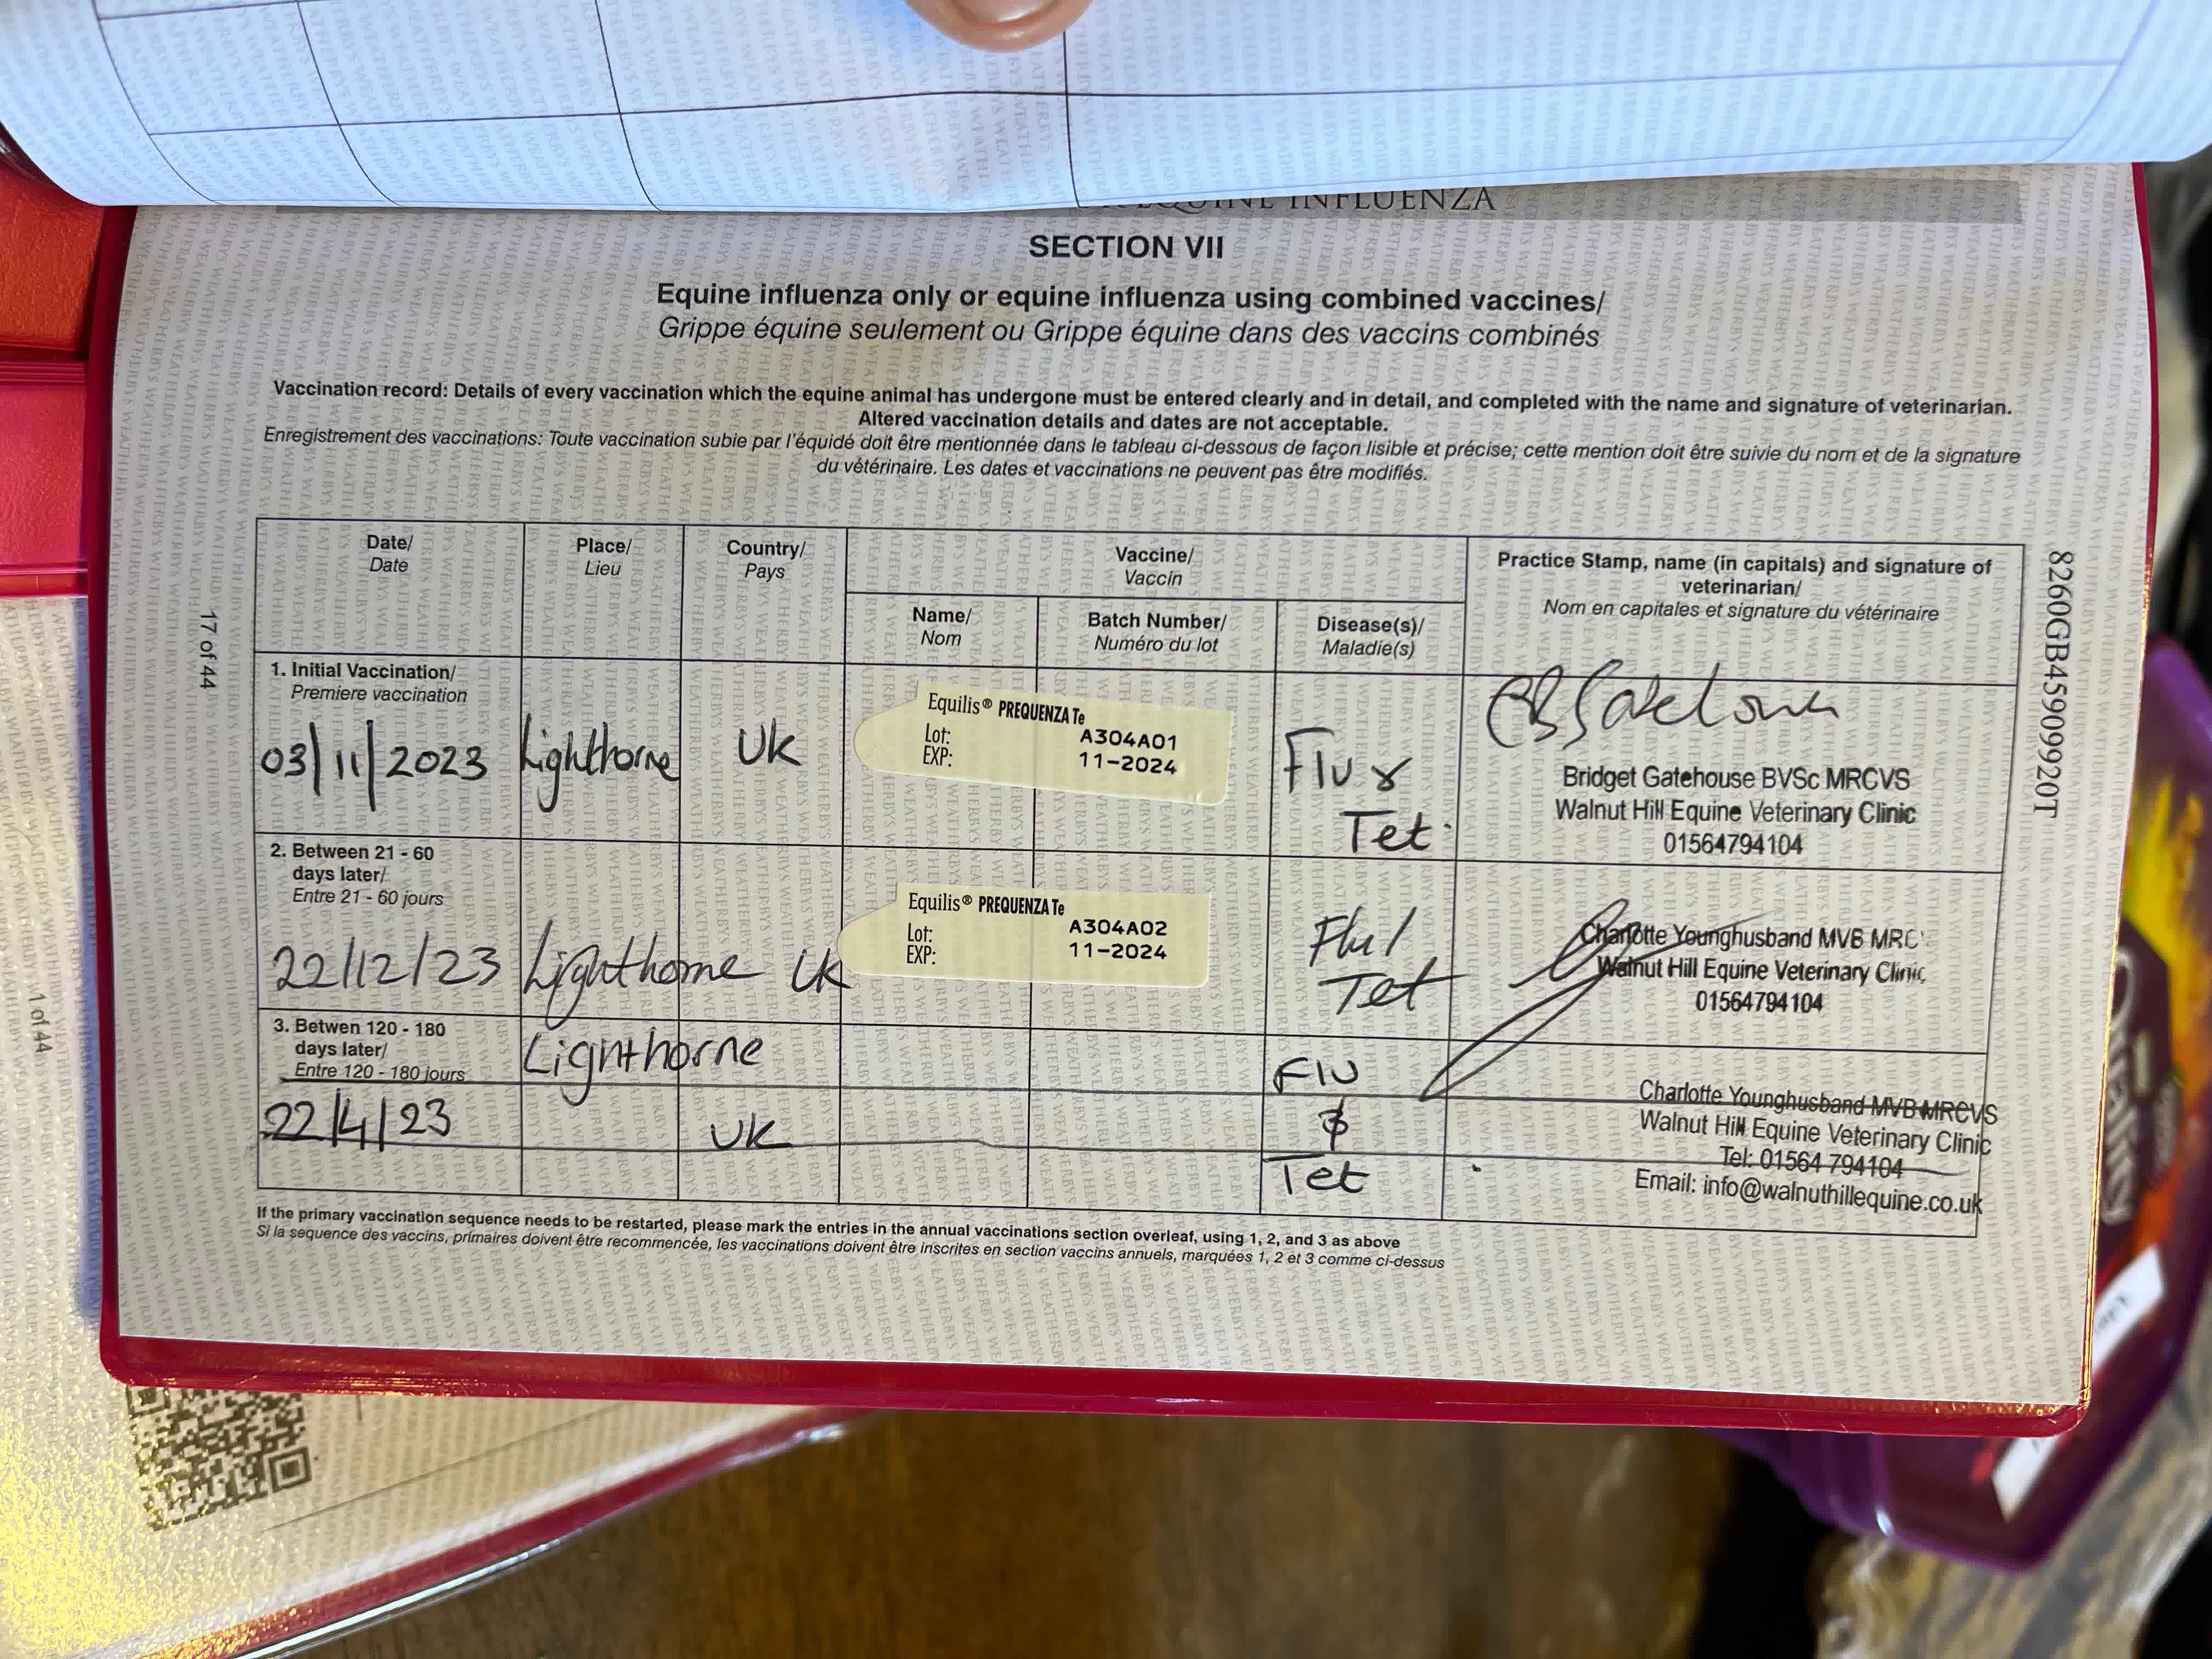 EQUINE INFLUENZA
SECTION VII
Equine influenza only or equine influenza using combined vaccines/
Grippe équine seulement ou Grippe équine dans des vaccins combinés
Vaccination record: Details of every vaccination which the equine animal has undergone must be entered clearly and in detail, and completed with the name and signature of veterinarian.
Altered vaccination details and dates are not acceptable.
Enregistrement des vaccinations: Toute vaccination subie par l'équidé doit être mentionnée dans le tableau ci-dessous de façon lisible et précise; cette mention doit être suivie du nom et de la signature
du vétérinaire. Les dates et vaccinations ne peuvent pas être modifiés.
Date/
Date
Place/
Lieu
Country/
Pays
Vaccine/
Vaccin
Name/
Nom
Batch Number/
Numéro du lot
Disease(s)/
Maladie(s)
Practice Stamp, name (in capitals) and signature of
veterinarian/
Nom en capitales et signature du vétérinaire
1. Initial Vaccination/
Premiere vaccination
03/11/2023
Lighthorne
UK
Equilis® PREQUENZA Te
Lot: A304A01
EXP: 11-2024
Flu &
Tet.
Bridget Gatehouse BVSc MRCVS
Walnut Hill Equine Veterinary Clinic
01564794104
2. Between 21 - 60
days later/
Entre 21 - 60 jours
22/12/23
Lighthorne
Uk
Equilis® PREQUENZA Te
Lot: A304A02
EXP: 11-2024
Flu/
Tet
Charlotte Younghusband MVB MRC
Walnut Hill Equine Veterinary Clinic
01564794104
3. Betwen 120 - 180
days later/
Entre 120 - 180 jours
22/4/23
Lighthorne
UK
Flu
&
Tet
Charlotte Younghusband MVB MRCVS
Walnut Hill Equine Veterinary Clinic
Tel: 01564 794104
Email: info@walnuthillequine.co.uk
If the primary vaccination sequence needs to be restarted, please mark the entries in the annual vaccinations section overleaf, using 1, 2, and 3 as above
Si la sequence des vaccins, primaires doivent être recommencée, les vaccinations doivent être inscrites en section vaccins annuels, marquées 1, 2 et 3 comme ci-dessus
17 of 44
8260GB45909920T
1 of 44
WEATHERBYS